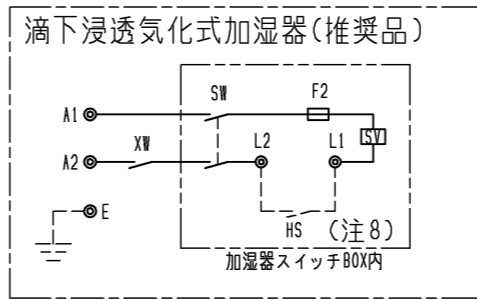 滴下浸透気化式加湿器(推奨品)
SW
F2
A1
SV
A2
XW
L2
L1
E
HS
(注8)
加湿器スイッチBOX内